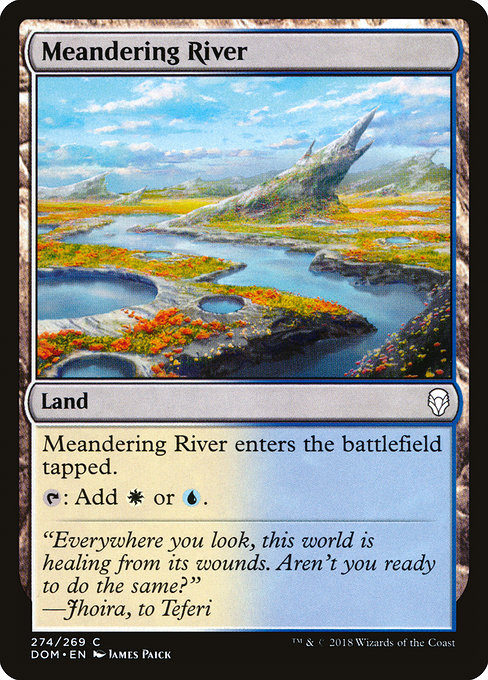 Meandering River
Land
Meandering River enters the battlefield
tapped.
: Add or .
“Everywhere you look, this world is
healing from its wounds. Aren’t you ready
to do the same?”
—Jhoira, to Teferi
274/269 C
DOM • EN James Paick
™ & © 2018 Wizards of the Coast